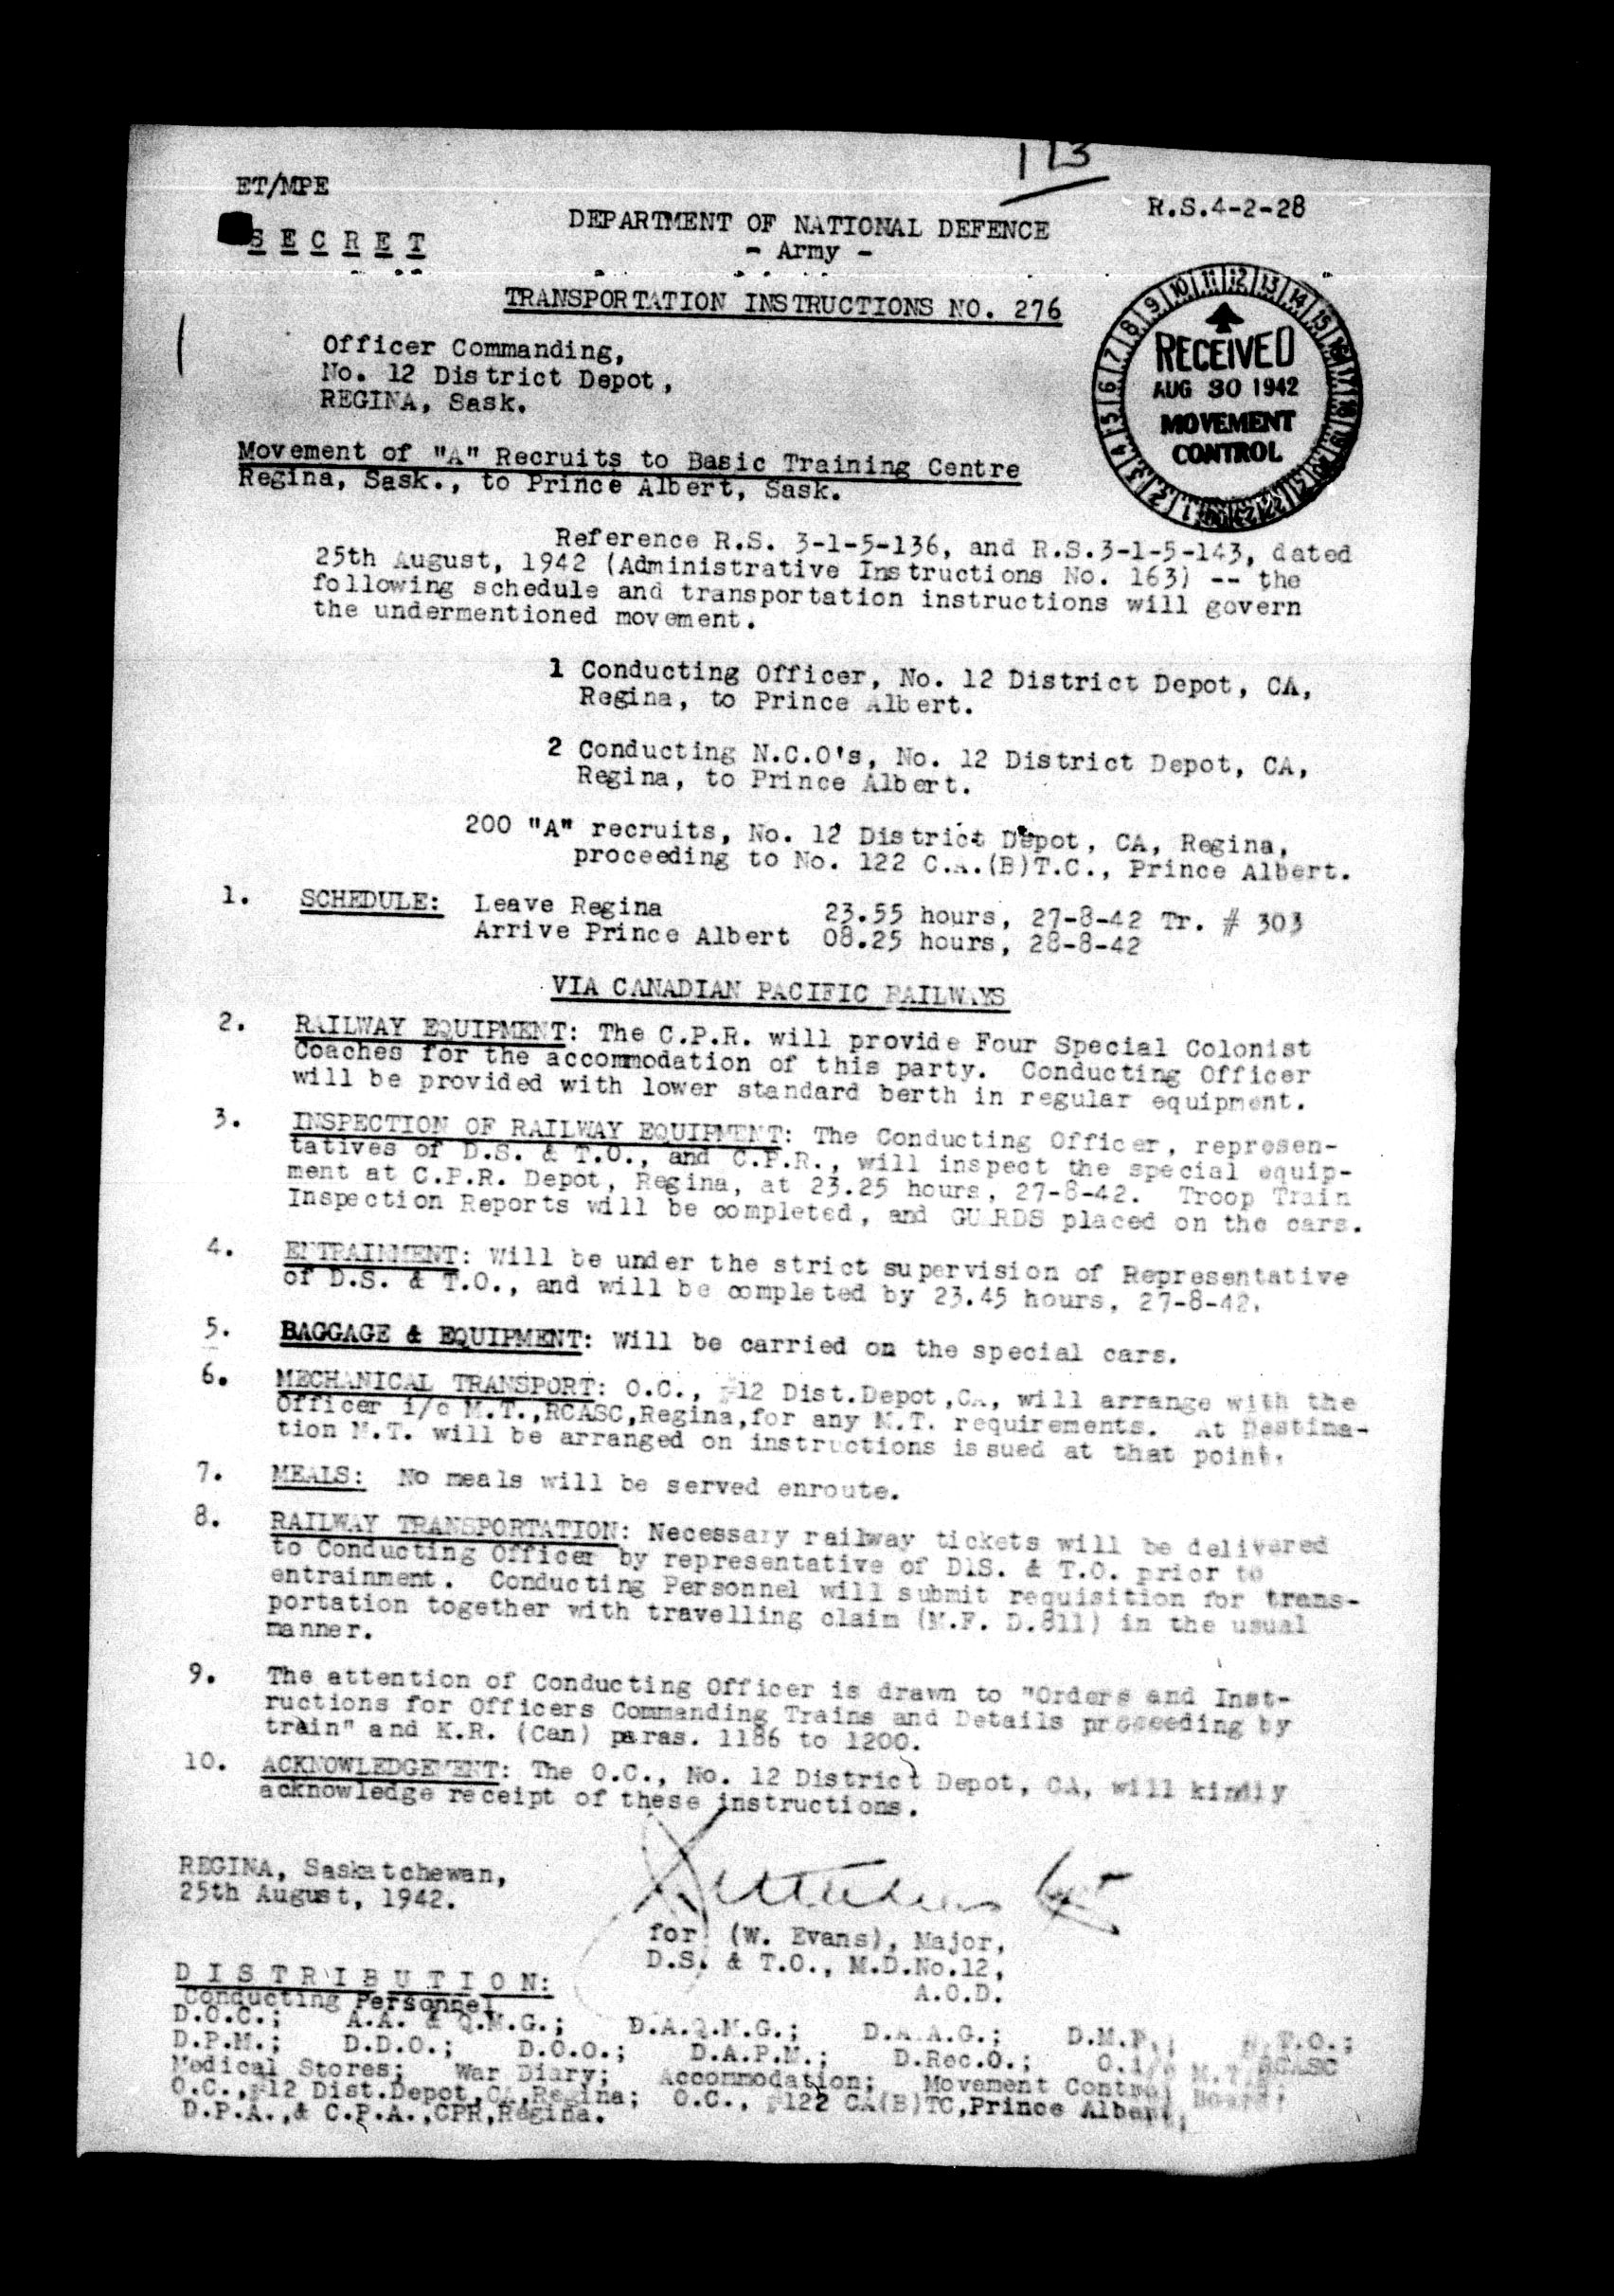 113
ET/MPE
R.S.4-2-28
SECRET
DEPARTMENT OF NATIONAL DEFENCE
- Army -
TRANSPORTATION INSTRUCTIONS NO. 276
RECEIVED
AUG 30 1942
MOVEMENT
CONTROL
Officer Commanding,
No. 12 District Depot,
REGINA, Sask.
Movement of "A" Recruits to Basic Training Centre
Regina, Sask., to Prince Albert, Sask.
Reference R.S. 3-1-5-136, and R.S.3-1-5-143, dated
25th August, 1942 (Administrative Instructions No. 163) -- the
following schedule and transportation instructions will govern
the undermentioned movement.
1 Conducting Officer, No. 12 District Depot, CA,
Regina, to Prince Albert.
2 Conducting N.C.O's, No. 12 District Depot, CA,
Regina, to Prince Albert.
200 "A" recruits, No. 12 District Depot, CA, Regina,
proceeding to No. 122 C.A.(B)T.C., Prince Albert.
1. SCHEDULE: Leave Regina 23.55 hours, 27-8-42 Tr. # 303
Arrive Prince Albert 08.25 hours, 28-8-42
VIA CANADIAN PACIFIC RAILWAYS
2. RAILWAY EQUIPMENT: The C.P.R. will provide Four Special Colonist
Coaches for the accommodation of this party. Conducting Officer
will be provided with lower standard berth in regular equipment.
3. INSPECTION OF RAILWAY EQUIPMENT: The Conducting Officer, represen-
tatives of D.S. & T.O., and C.P.R., will inspect the special equip-
ment at C.P.R. Depot, Regina, at 23.25 hours, 27-8-42. Troop Train
Inspection Reports will be completed, and GUARDS placed on the cars.
4. ENTRAINMENT: Will be under the strict supervision of Representative
of D.S. & T.O., and will be completed by 23.45 hours, 27-8-42.
5. BAGGAGE & EQUIPMENT: Will be carried on the special cars.
6. MECHANICAL TRANSPORT: O.C., #12 Dist.Depot,CA, will arrange with the
Officer i/c M.T.,RCASC,Regina,for any M.T. requirements. At Destina-
tion M.T. will be arranged on instructions issued at that point.
7. MEALS: No meals will be served enroute.
8. RAILWAY TRANSPORTATION: Necessary railway tickets will be delivered
to Conducting Officer by representative of D.S. & T.O. prior to
entrainment. Conducting Personnel will submit requisition for trans-
portation together with travelling claim (M.F. D.811) in the usual
manner.
9. The attention of Conducting Officer is drawn to "Orders and Inst-
ructions for Officers Commanding Trains and Details proceeding by
train" and K.R. (Can) paras. 1186 to 1200.
10. ACKNOWLEDGEMENT: The O.C., No. 12 District Depot, CA, will kindly
acknowledge receipt of these instructions.
REGINA, Saskatchewan,
25th August, 1942.
for (W. Evans), Major,
D.S. & T.O., M.D.No.12,
A.O.D.
DISTRIBUTION:
Conducting Personnel
D.O.C.; A.A. & Q.M.G.; D.A.Q.M.G.; D.A.A.G.; D.M.P.; T.O.;
D.P.M.; D.D.O.; D.O.O.; D.A.P.M.; D.Rec.O.; O.i/c M.T. RCASC
Medical Stores; War Diary; Accommodation; Movement Control Board;
O.C.,#12 Dist.Depot,CA,Regina; O.C., #122 CA(B)TC,Prince Albert,
D.P.A.,& C.P.A.,CPR,Regina.